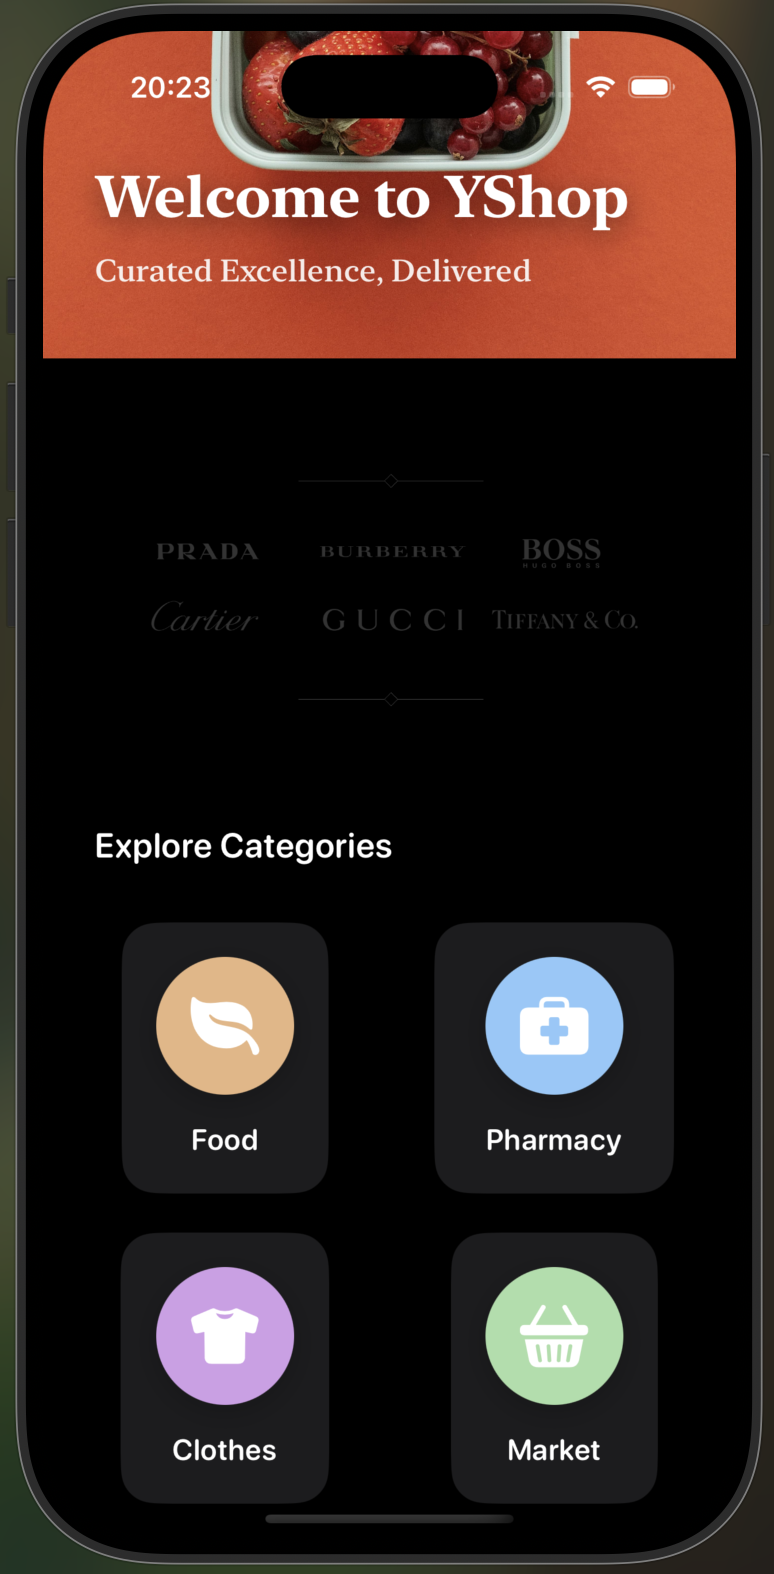 20:23
Welcome to YShop
Curated Excellence, Delivered
PRADA BURBERRY BOSS
HUGO BOSS
Cartier GUCCI TIFFANY & CO.
Explore Categories
Food Pharmacy
Clothes Market